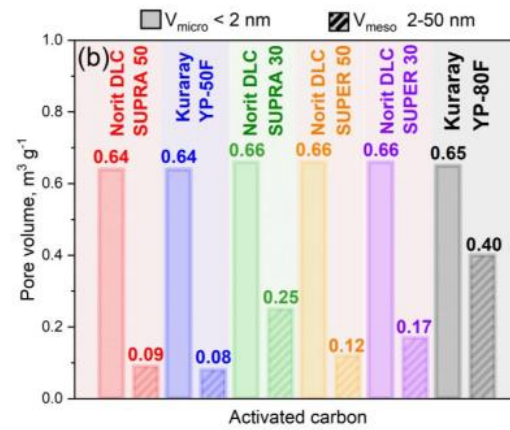 V_micro < 2 nm V_meso 2-50 nm
(b)
Norit DLC
SUPRA 50
Kuraray
YP-50F
Norit DLC
SUPRA 30
Norit DLC
SUPER 50
Norit DLC
SUPER 30
Kuraray
YP-80F
0.64
0.64
0.66
0.66
0.66
0.65
0.09
0.08
0.25
0.12
0.17
0.40
1.0
0.8
0.6
0.4
0.2
0.0
Pore volume, m³ g⁻¹
Activated carbon